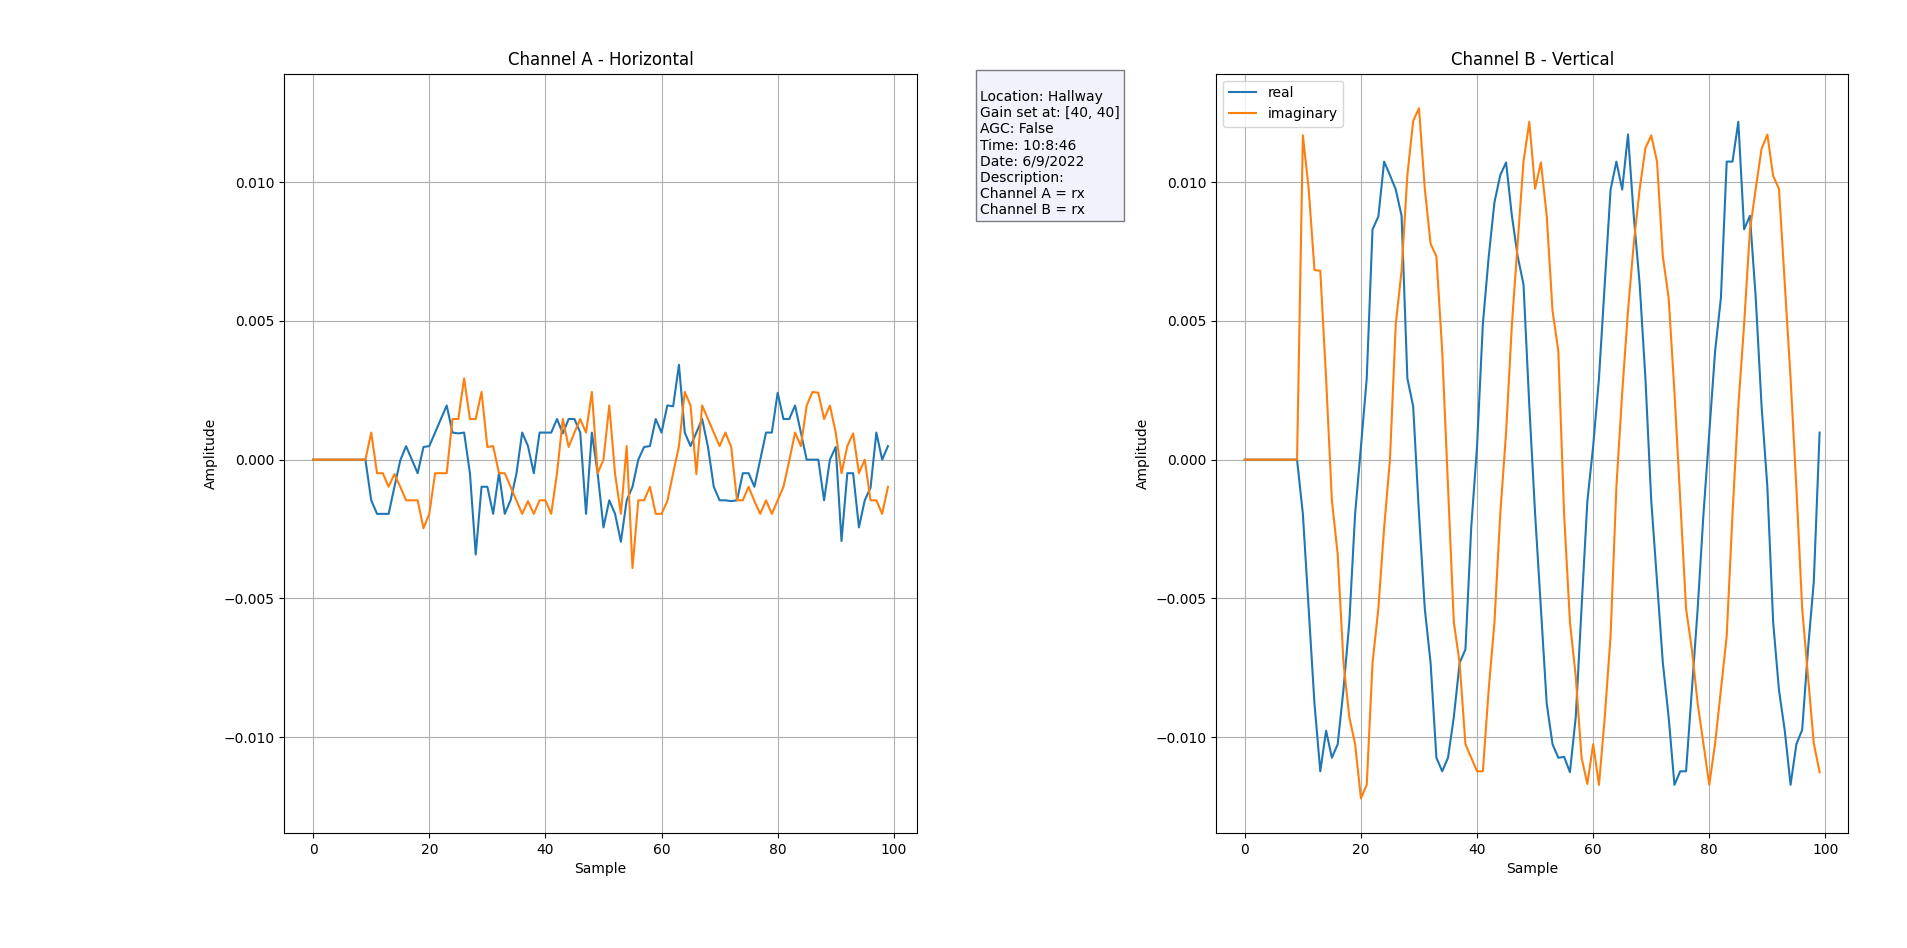 Channel A - Horizontal
0.010
0.005
0.000
−0.005
−0.010
Amplitude
0
20
40
60
80
100
Sample
Location: Hallway
Gain set at: [40, 40]
AGC: False
Time: 10:8:46
Date: 6/9/2022
Description:
Channel A = rx
Channel B = rx
Channel B - Vertical
real
imaginary
0.010
0.005
0.000
−0.005
−0.010
Amplitude
0
20
40
60
80
100
Sample